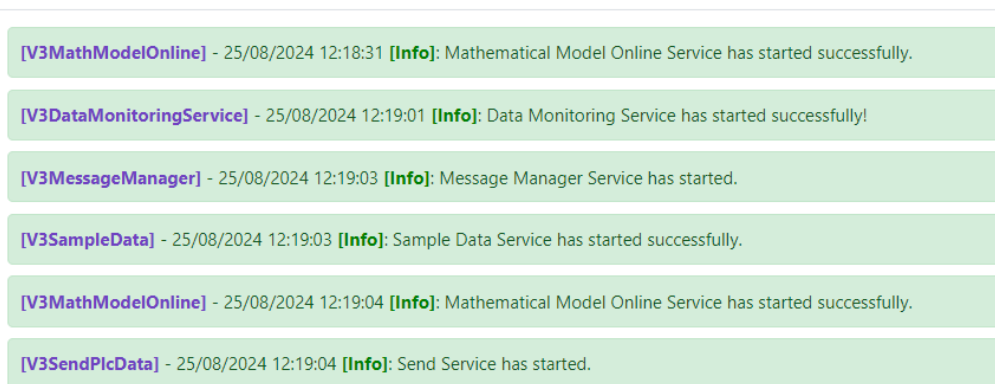 [V3MathModelOnline] - 25/08/2024 12:18:31 [Info]: Mathematical Model Online Service has started successfully.
[V3DataMonitoringService] - 25/08/2024 12:19:01 [Info]: Data Monitoring Service has started successfully!
[V3MessageManager] - 25/08/2024 12:19:03 [Info]: Message Manager Service has started.
[V3SampleData] - 25/08/2024 12:19:03 [Info]: Sample Data Service has started successfully.
[V3MathModelOnline] - 25/08/2024 12:19:04 [Info]: Mathematical Model Online Service has started successfully.
[V3SendPlcData] - 25/08/2024 12:19:04 [Info]: Send Service has started.